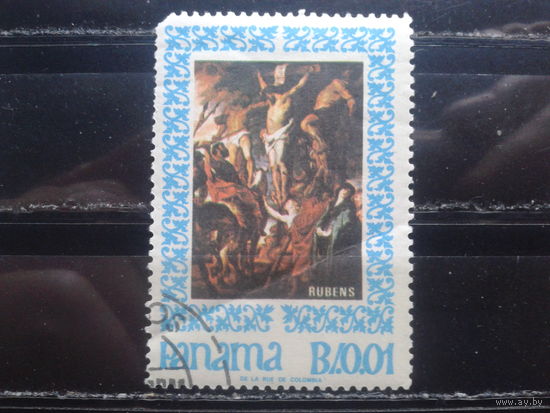 RUBENS
Panama B/.0.01
DE LA RUE DE COLOMBIA
www.ay.by